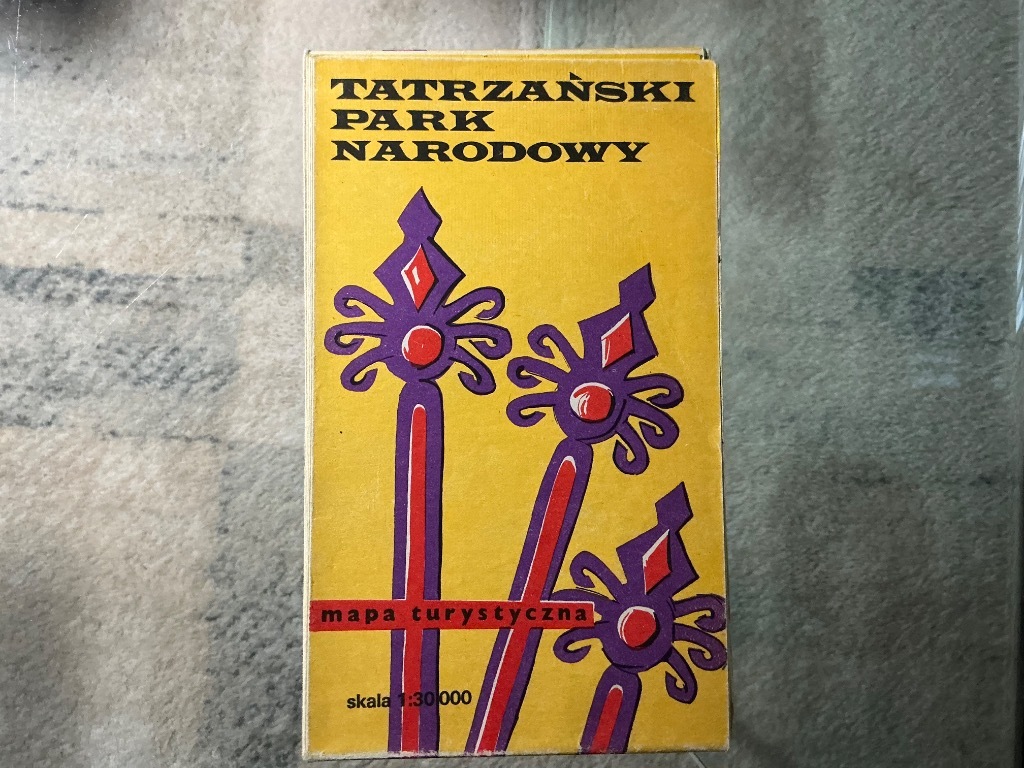 TATRZAŃSKI
PARK
NARODOWY
mapa turystyczna
skala 1:30 000